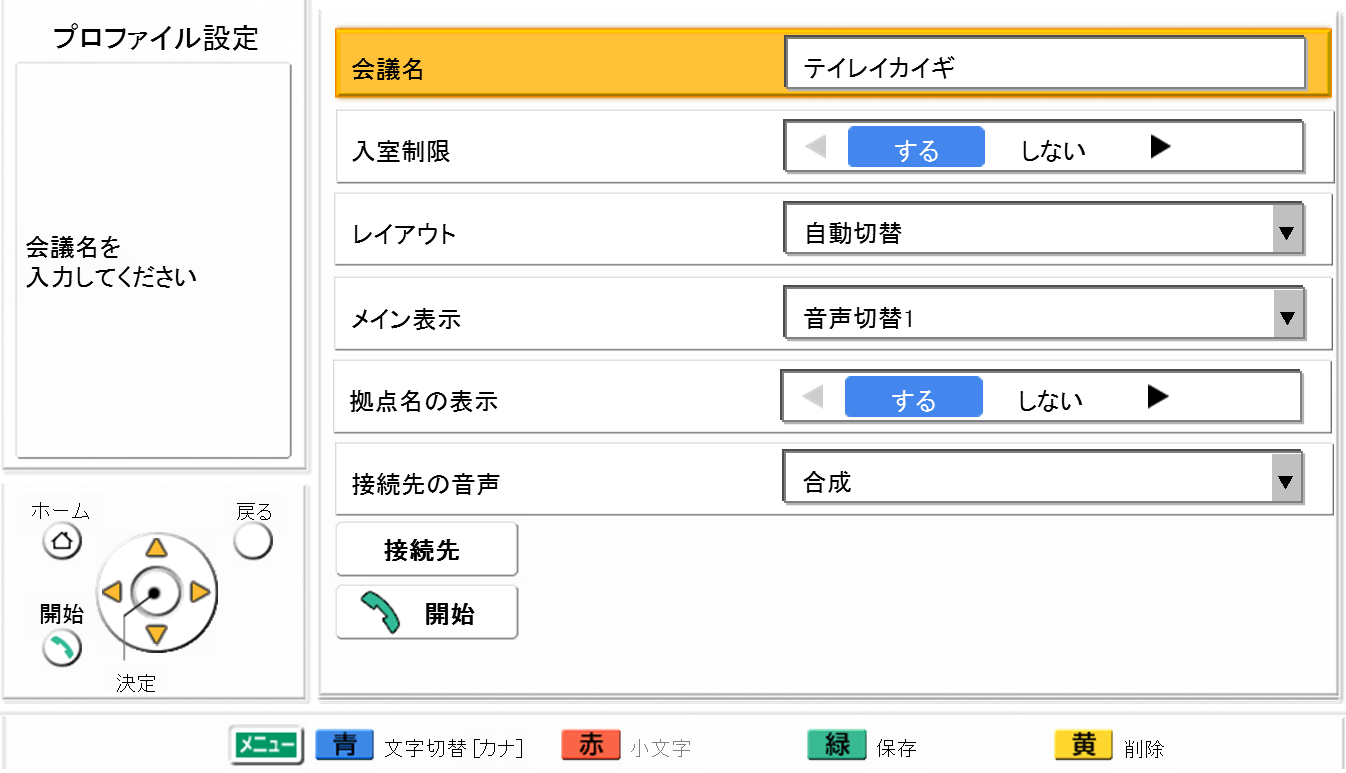 プロファイル設定
会議名を
入力してください
ホーム
戻る
開始
決定
会議名
テイレイカイギ
入室制限
する
しない
レイアウト
自動切替
メイン表示
音声切替1
拠点名の表示
する
しない
接続先の音声
合成
接続先
開始
メニュー 青 文字切替[カナ] 赤 小文字 緑 保存 黄 削除